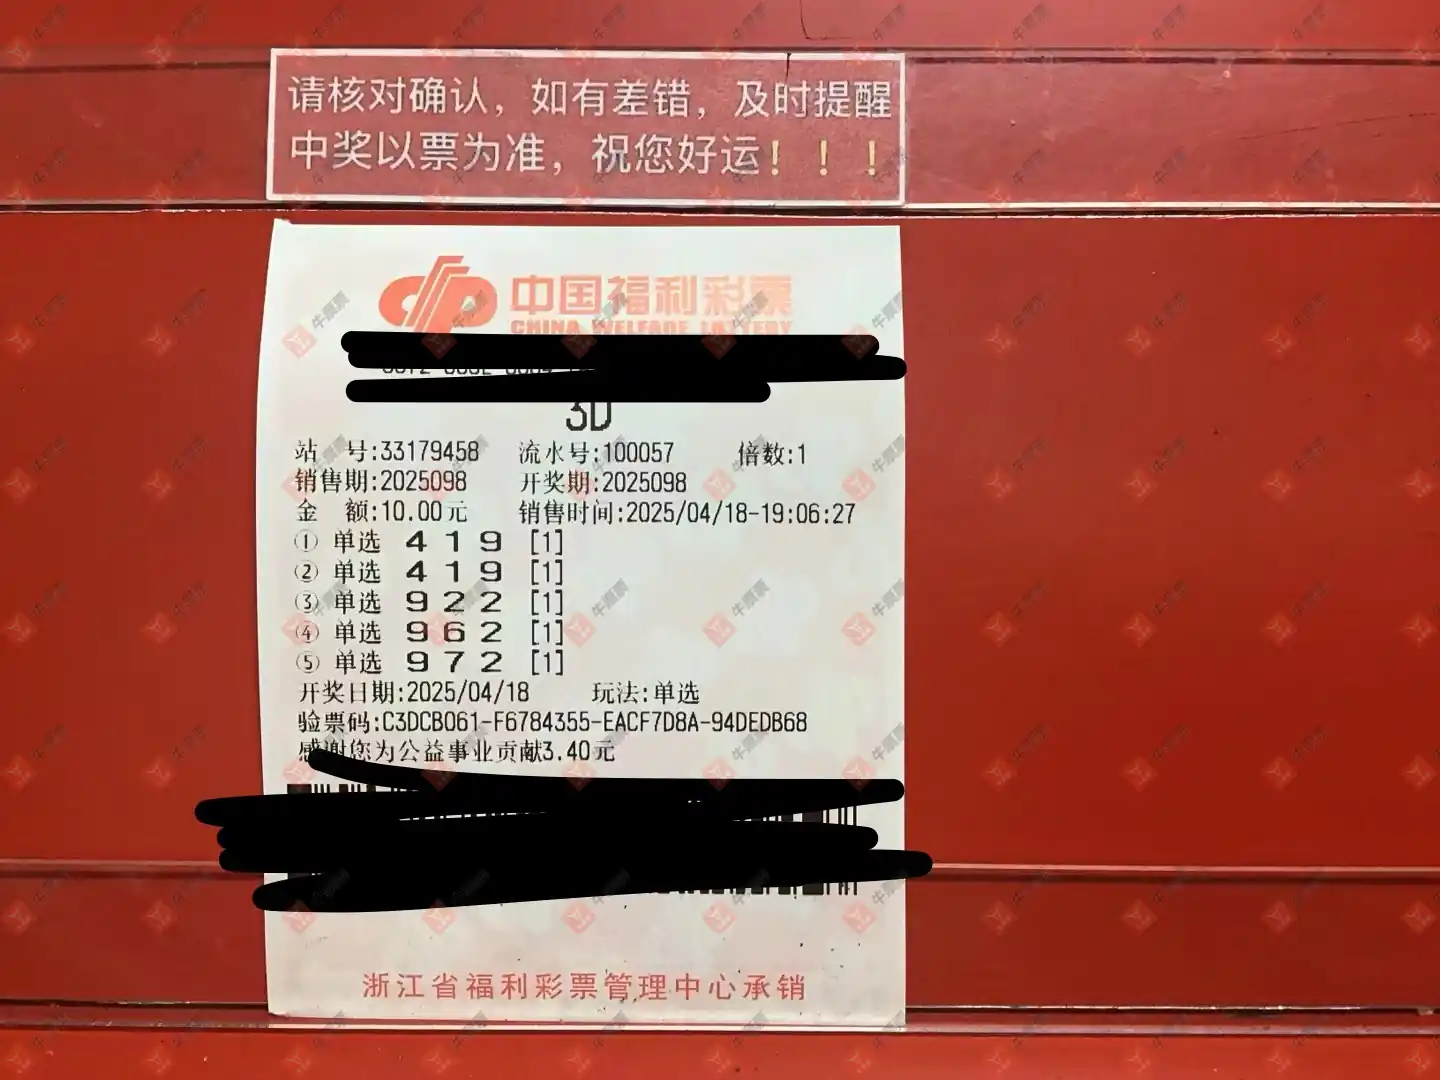 请核对确认，如有差错，及时提醒
中奖以票为准，祝您好运！！！
中国福利彩票
CHINA WELFARE LOTTERY
3D
站 号:33179458 流水号:100057 倍数:1
销售期:2025098 开奖期:2025098
金 额:10.00元 销售时间:2025/04/18-19:06:27
① 单选 4 1 9 [1]
② 单选 4 1 9 [1]
③ 单选 9 2 2 [1]
④ 单选 9 6 2 [1]
⑤ 单选 9 7 2 [1]
开奖日期:2025/04/18 玩法:单选
验票码:C3DCB061-F6784355-EACF7D8A-94DEDB68
感谢您为公益事业贡献3.40元
浙江省福利彩票管理中心承销
牛票票